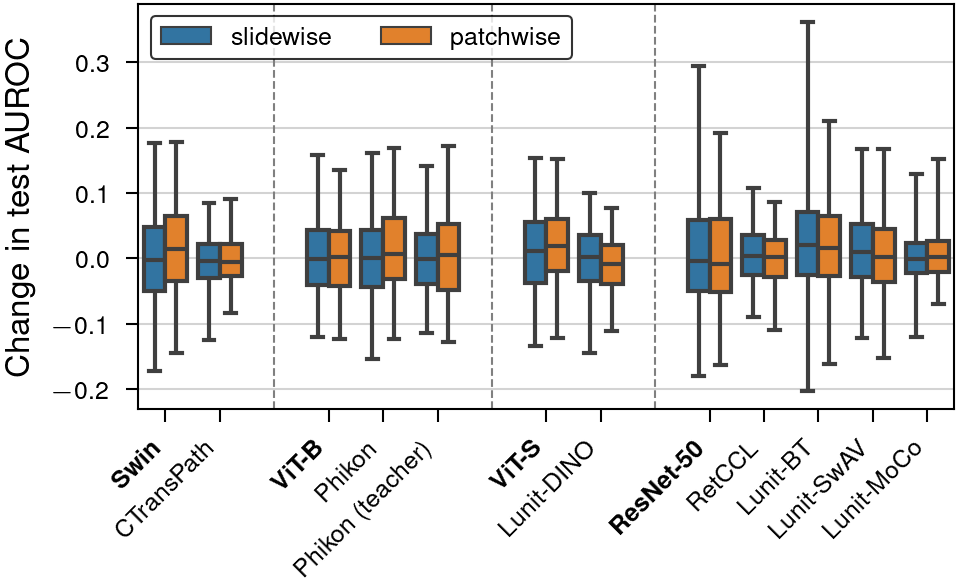 slidewise
patchwise
Change in test AUROC
0.3
0.2
0.1
0.0
−0.1
−0.2
Swin
CTransPath
ViT-B
Phikon
Phikon (teacher)
ViT-S
Lunit-DINO
ResNet-50
RetCCL
Lunit-BT
Lunit-SwAV
Lunit-MoCo